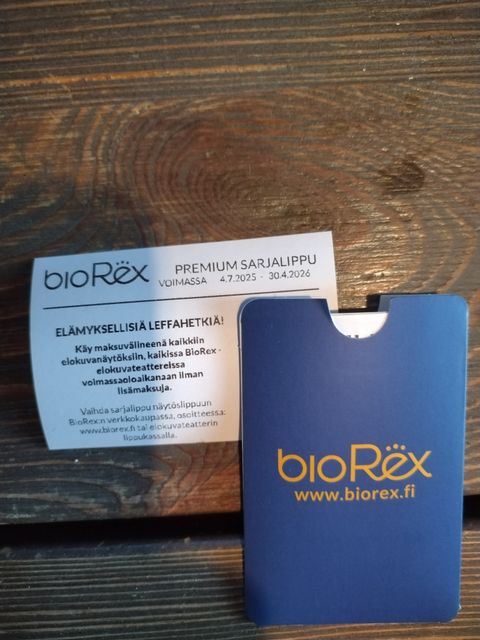 bioRëx
PREMIUM SARJALIPPU
VOIMASSA 4.7.2025 - 30.4.2026
ELÄMYKSELLISIÄ LEFFAHETKIÄ!
Käy maksuvälineenä kaikkiin
elokuvanäytöksiin, kaikissa BioRex -
elokuvateattereissa
voimassaoloaikanaan ilman
lisämaksuja.
Vaihda sarjalippu näytöslippuun
BioRex:n verkkokaupassa, osoitteessa:
www.biorex.fi tai elokuvateatterin
lippukassalla.
bioRëx
www.biorex.fi